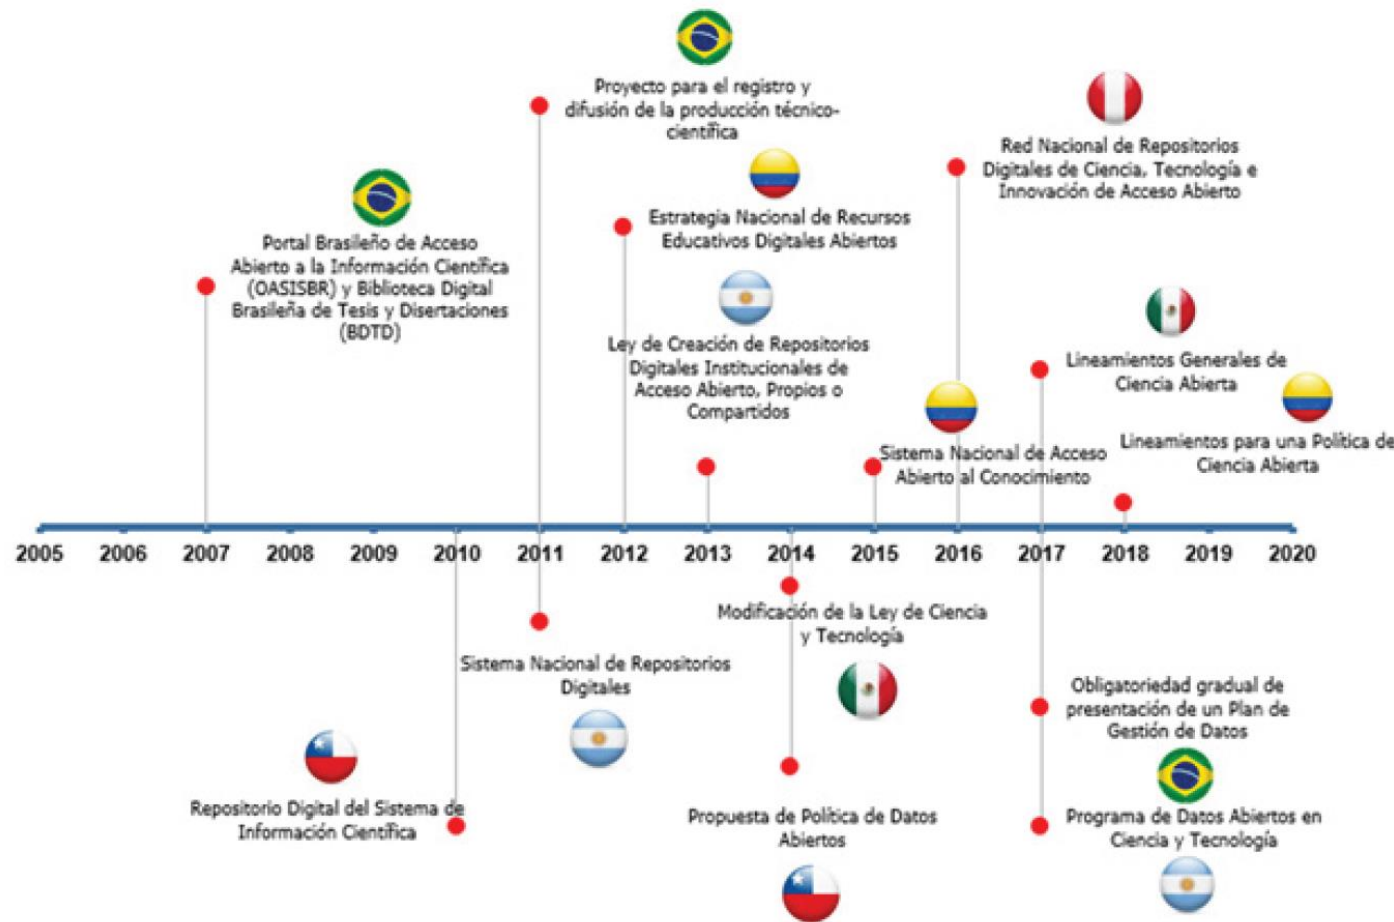 Proyecto para el registro y
difusión de la producción técnico-
científica
Portal Brasileño de Acceso
Abierto a la Información Científica
(OASISBR) y Biblioteca Digital
Brasileña de Tesis y Disertaciones
(BDTD)
Estrategia Nacional de Recursos
Educativos Digitales Abiertos
Ley de Creación de Repositorios
Digitales Institucionales de
Acceso Abierto, Propios o
Compartidos
Red Nacional de Repositorios
Digitales de Ciencia, Tecnología e
Innovación de Acceso Abierto
Sistema Nacional de Acceso
Abierto al Conocimiento
Lineamientos Generales de
Ciencia Abierta
Lineamientos para una Política de
Ciencia Abierta
2005 2006 2007 2008 2009 2010 2011 2012 2013 2014 2015 2016 2017 2018 2019 2020
Repositorio Digital del Sistema de
Información Científica
Sistema Nacional de Repositorios
Digitales
Modificación de la Ley de Ciencia
y Tecnología
Propuesta de Política de Datos
Abiertos
Obligatoriedad gradual de
presentación de un Plan de
Gestión de Datos
Programa de Datos Abiertos en
Ciencia y Tecnología